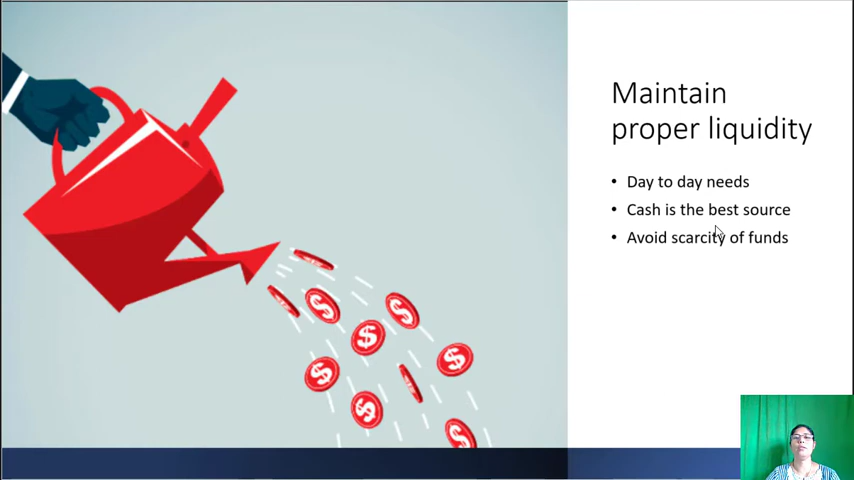 Maintain
proper liquidity
• Day to day needs
• Cash is the best source
• Avoid scarcity of funds
$
$
$
$
$
$
$